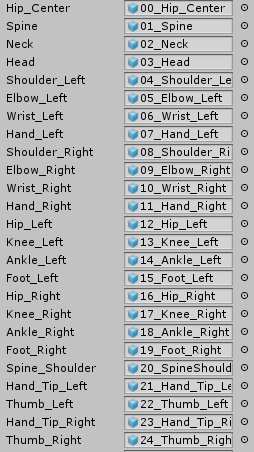 Hip_Center 00_Hip_Center
Spine 01_Spine
Neck 02_Neck
Head 03_Head
Shoulder_Left 04_Shoulder_Le
Elbow_Left 05_Elbow_Left
Wrist_Left 06_Wrist_Left
Hand_Left 07_Hand_Left
Shoulder_Right 08_Shoulder_Ri
Elbow_Right 09_Elbow_Right
Wrist_Right 10_Wrist_Right
Hand_Right 11_Hand_Right
Hip_Left 12_Hip_Left
Knee_Left 13_Knee_Left
Ankle_Left 14_Ankle_Left
Foot_Left 15_Foot_Left
Hip_Right 16_Hip_Right
Knee_Right 17_Knee_Right
Ankle_Right 18_Ankle_Right
Foot_Right 19_Foot_Right
Spine_Shoulder 20_SpineShould
Hand_Tip_Left 21_Hand_Tip_Le
Thumb_Left 22_Thumb_Left
Hand_Tip_Right 23_Hand_Tip_Ri
Thumb_Right 24_Thumb_Righ